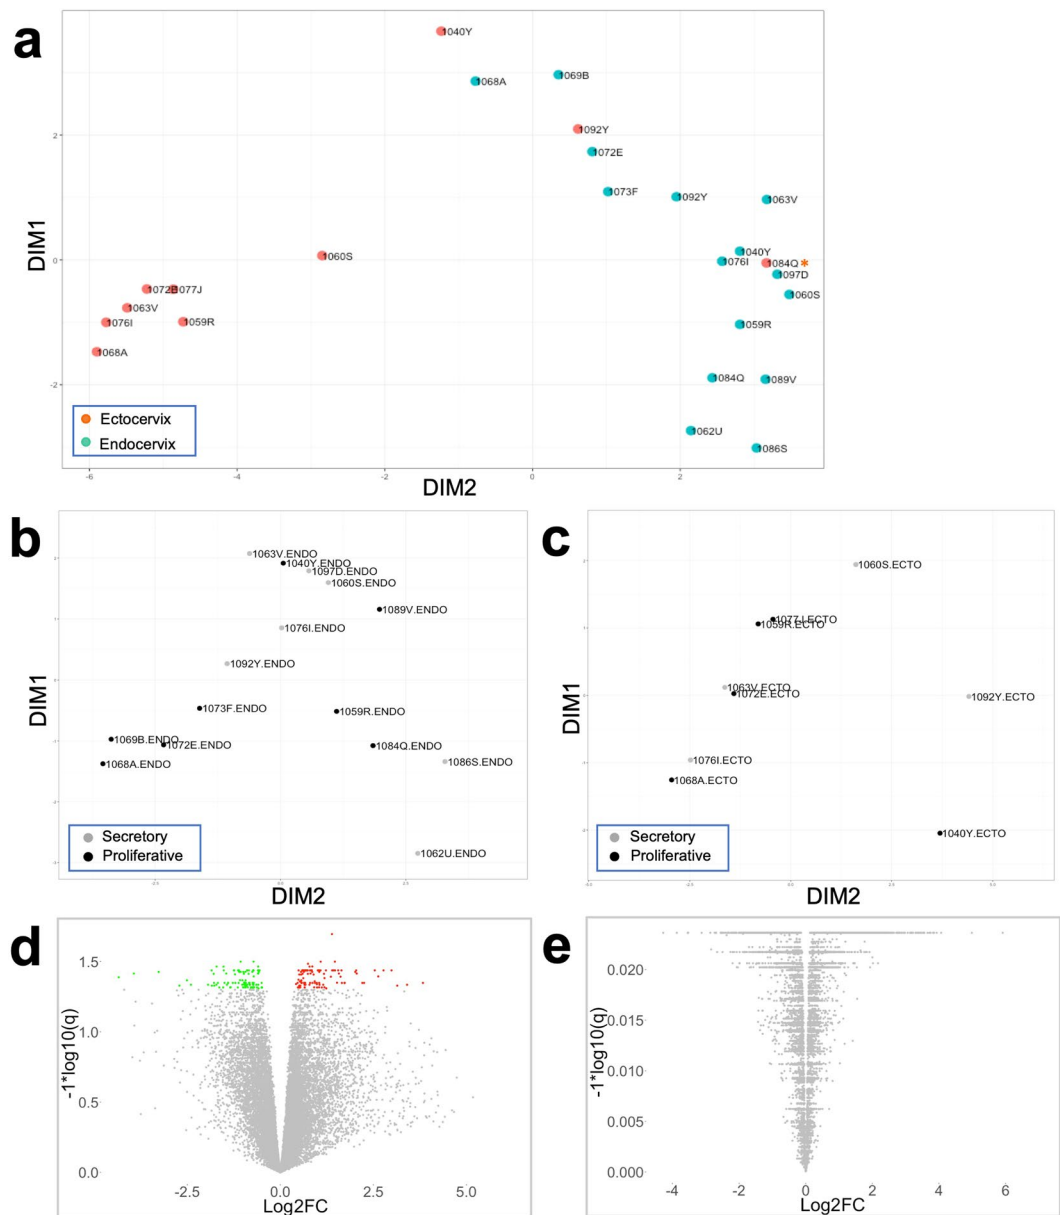 a
1040Y
1068A
1069B
1092Y
1072E
1073F
1092Y
1063V
1060S
1040Y
1076I
1084Q *
1097D
1060S
1072B
1077J
1063V
1076I
1059R
1068A
1059R
1084Q
1089V
1062U
1086S
2
0
-2
DIM1
Ectocervix
Endocervix
-6
-4
-2
0
2
DIM2
b
1063V.ENDO
1040Y.ENDO
1097D.ENDO
1060S.ENDO
1089V.ENDO
1076I.ENDO
1092Y.ENDO
1073F.ENDO
1059R.ENDO
1069B.ENDO
1072E.ENDO
1084Q.ENDO
1068A.ENDO
1086S.ENDO
1062U.ENDO
DIM1
Secretory
Proliferative
DIM2
c
1060S.ECTO
1077J.ECTO
1059R.ECTO
1063V.ECTO
1072E.ECTO
1092Y.ECTO
1076I.ECTO
1068A.ECTO
1040Y.ECTO
DIM1
Secretory
Proliferative
DIM2
d
1.5
1.0
0.5
0.0
-1*log10(q)
-2.5
0.0
2.5
5.0
Log2FC
e
0.020
0.015
0.010
0.005
0.000
-1*log10(q)
-4
-2
0
2
4
6
Log2FC